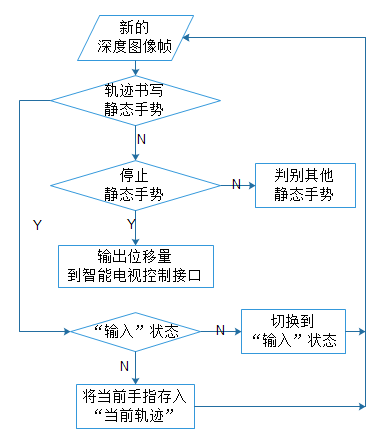 新的
深度图像帧
轨迹书写
静态手势
N
停止
静态手势
N
判别其他
静态手势
Y
Y
输出位移量
到智能电视控制接口
“输入”状态
N
切换到
“输入”状态
N
将当前手指存入
“当前轨迹”